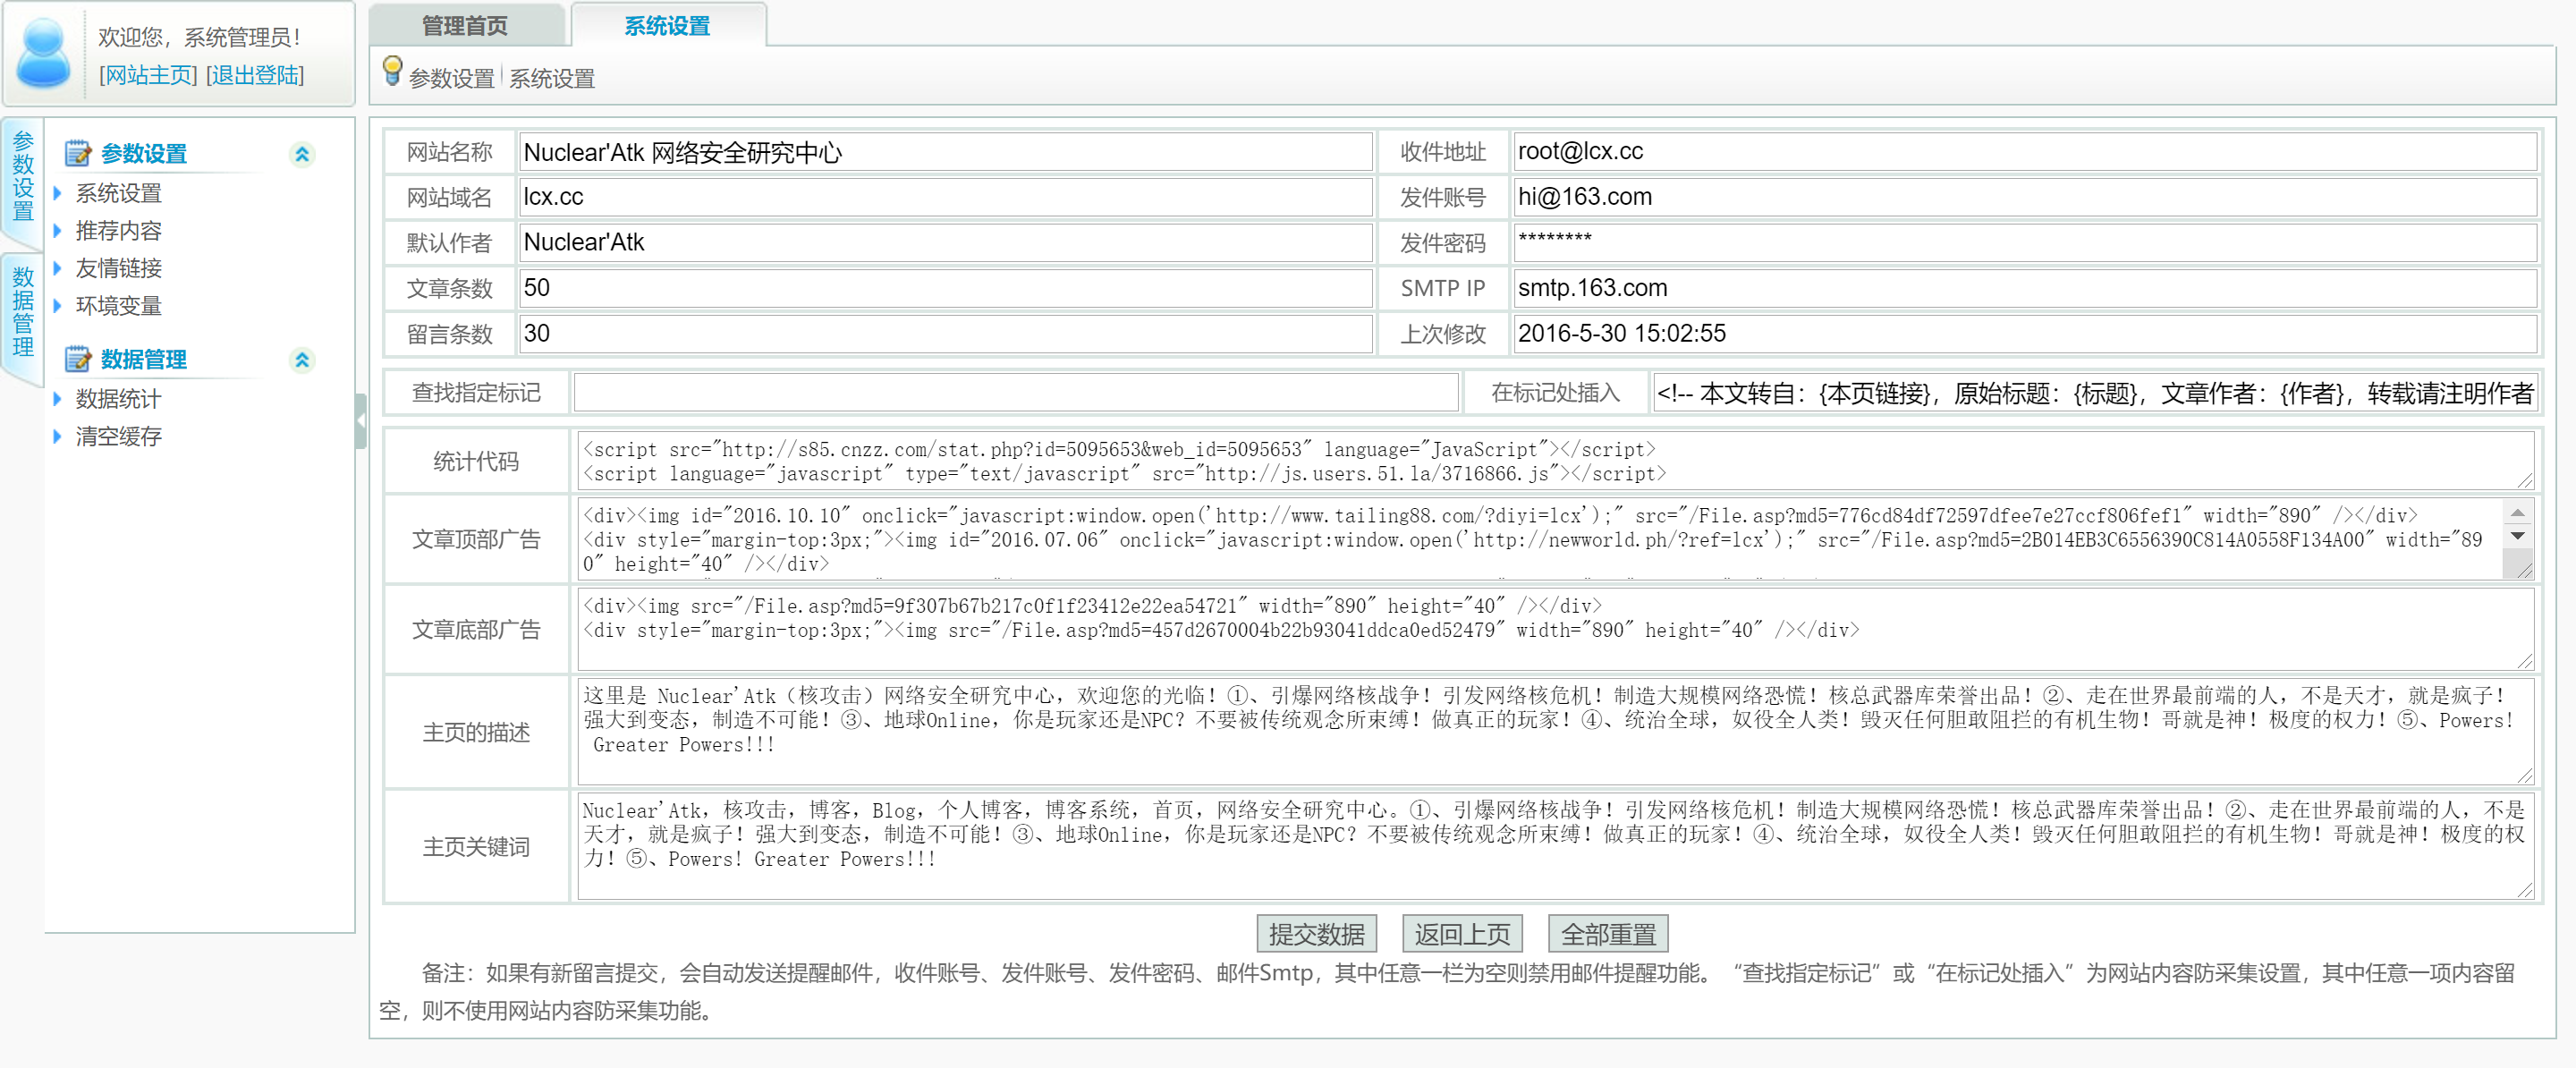 欢迎您，系统管理员！
[网站主页] [退出登陆]
管理首页
系统设置
参数设置 系统设置
参数设置
数据管理
参数设置
系统设置
推荐内容
友情链接
环境变量
数据管理
数据统计
清空缓存
网站名称 Nuclear'Atk 网络安全研究中心 收件地址 root@lcx.cc
网站域名 lcx.cc 发件账号 hi@163.com
默认作者 Nuclear'Atk 发件密码 ********
文章条数 50 SMTP IP smtp.163.com
留言条数 30 上次修改 2016-5-30 15:02:55
查找指定标记 在标记处插入 <!-- 本文转自：{本页链接}，原始标题：{标题}，文章作者：{作者}，转载请注明作者
统计代码
<script src="http://s85.cnzz.com/stat.php?id=5095653&web_id=5095653" language="JavaScript"></script>
<script language="javascript" type="text/javascript" src="http://js.users.51.la/3716866.js"></script>
文章顶部广告
<div><img id="2016.10.10" onclick="javascript:window.open('http://www.tailing88.com/?diyi=lcx');" src="/File.asp?md5=776cd84df72597dfee7e27ccf806fef1" width="890" /></div>
<div style="margin-top:3px;"><img id="2016.07.06" onclick="javascript:window.open('http://newworld.ph/?ref=lcx');" src="/File.asp?md5=2B014EB3C6556390C814A0558F134A00" width="89
0" height="40" /></div>
文章底部广告
<div><img src="/File.asp?md5=9f307b67b217c0f1f23412e22ea54721" width="890" height="40" /></div>
<div style="margin-top:3px;"><img src="/File.asp?md5=457d2670004b22b93041ddca0ed52479" width="890" height="40" /></div>
主页的描述
这里是 Nuclear'Atk（核攻击）网络安全研究中心，欢迎您的光临！①、引爆网络核战争！引发网络核危机！制造大规模网络恐慌！核总武器库荣誉出品！②、走在世界最前端的人，不是天才，就是疯子！
强大到变态，制造不可能！③、地球Online，你是玩家还是NPC？不要被传统观念所束缚！做真正的玩家！④、统治全球，奴役全人类！毁灭任何胆敢阻拦的有机生物！哥就是神！极度的权力！⑤、Powers!
Greater Powers!!!
主页关键词
Nuclear'Atk，核攻击，博客，Blog，个人博客，博客系统，首页，网络安全研究中心。①、引爆网络核战争！引发网络核危机！制造大规模网络恐慌！核总武器库荣誉出品！②、走在世界最前端的人，不是
天才，就是疯子！强大到变态，制造不可能！③、地球Online，你是玩家还是NPC？不要被传统观念所束缚！做真正的玩家！④、统治全球，奴役全人类！毁灭任何胆敢阻拦的有机生物！哥就是神！极度的权
力！⑤、Powers! Greater Powers!!!
提交数据 返回上页 全部重置
备注：如果有新留言提交，会自动发送提醒邮件，收件账号、发件账号、发件密码、邮件Smtp，其中任意一栏为空则禁用邮件提醒功能。“查找指定标记”或“在标记处插入”为网站内容防采集设置，其中任意一项内容留
空，则不使用网站内容防采集功能。